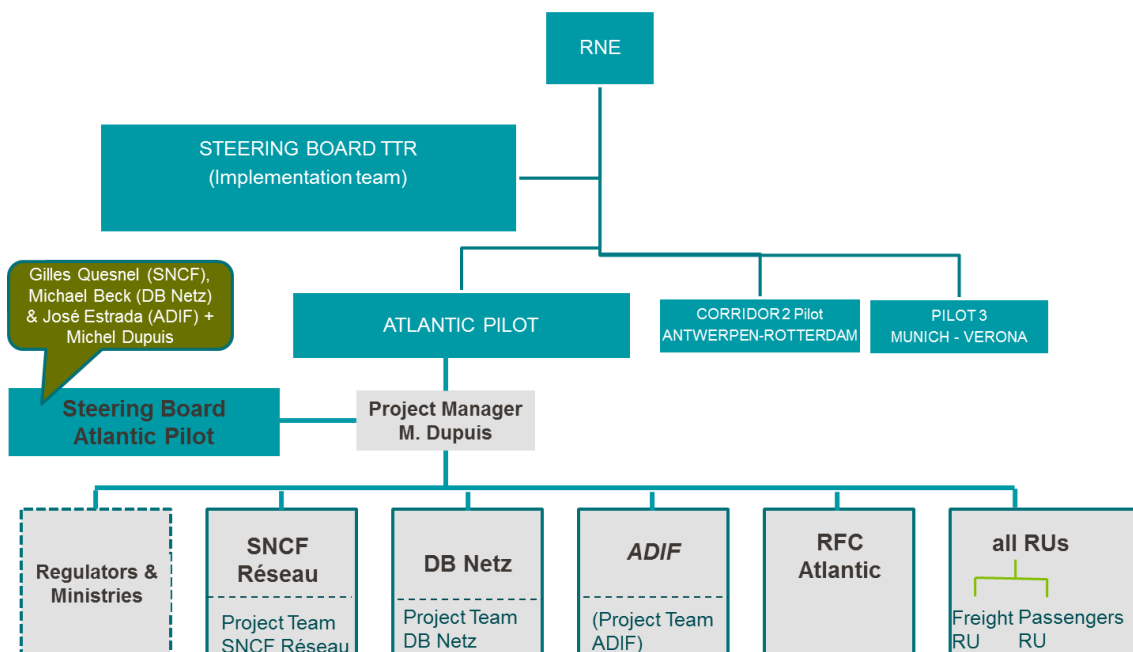 RNE
STEERING BOARD TTR
(Implementation team)
Gilles Quesnel (SNCF),
Michael Beck (DB Netz)
& José Estrada (ADIF) +
Michel Dupuis
ATLANTIC PILOT
CORRIDOR 2 Pilot
ANTWERPEN-ROTTERDAM
PILOT 3
MUNICH - VERONA
Steering Board
Atlantic Pilot
Project Manager
M. Dupuis
Regulators &
Ministries
SNCF
Réseau
Project Team
SNCF Réseau
DB Netz
Project Team
DB Netz
ADIF
(Project Team
ADIF)
RFC
Atlantic
all RUs
Freight
RU
Passengers
RU